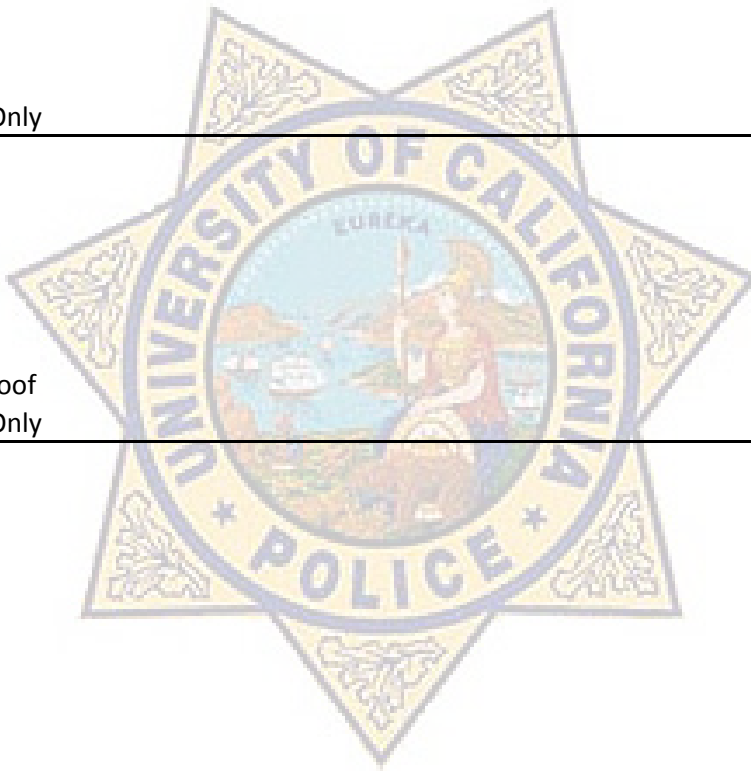 Only
UNIVERSITY OF CALIFORNIA
EUREKA
oof
Only
POLICE